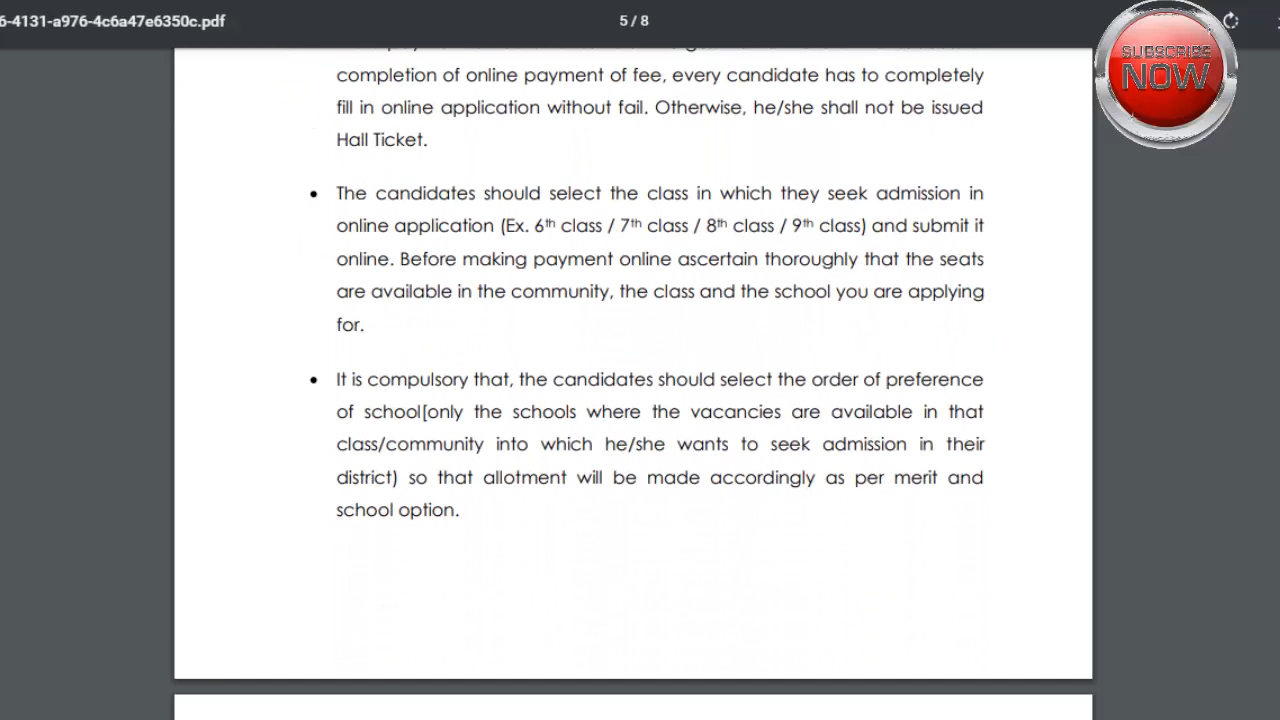 6-4131-a976-4c6a47e6350c.pdf
5 / 8
SUBSCRIBE
NOW
completion of online payment of fee, every candidate has to completely
fill in online application without fail. Otherwise, he/she shall not be issued
Hall Ticket.
• The candidates should select the class in which they seek admission in
online application (Ex. 6th class / 7th class / 8th class / 9th class) and submit it
online. Before making payment online ascertain thoroughly that the seats
are available in the community, the class and the school you are applying
for.
• It is compulsory that, the candidates should select the order of preference
of school[only the schools where the vacancies are available in that
class/community into which he/she wants to seek admission in their
district) so that allotment will be made accordingly as per merit and
school option.